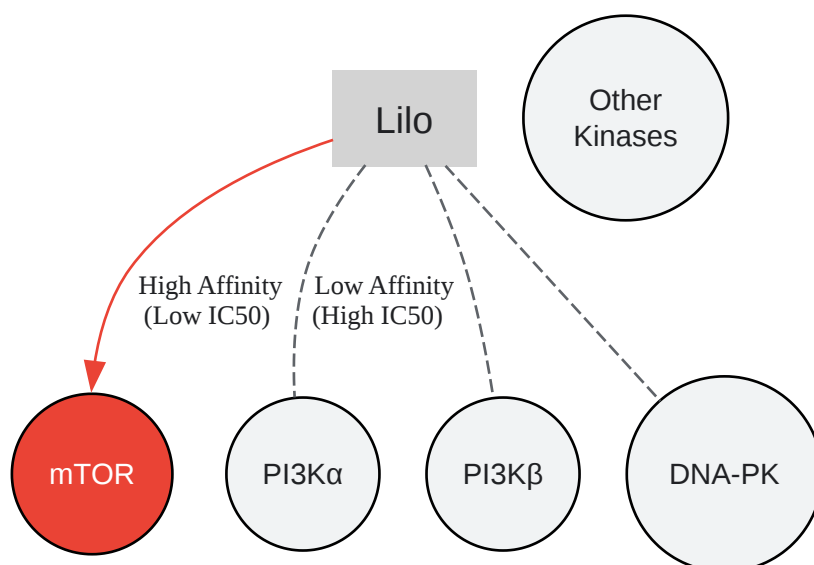 Lilo
Other
Kinases
High Affinity
(Low IC50)
Low Affinity
(High IC50)
mTOR
PI3Kα
PI3Kβ
DNA-PK